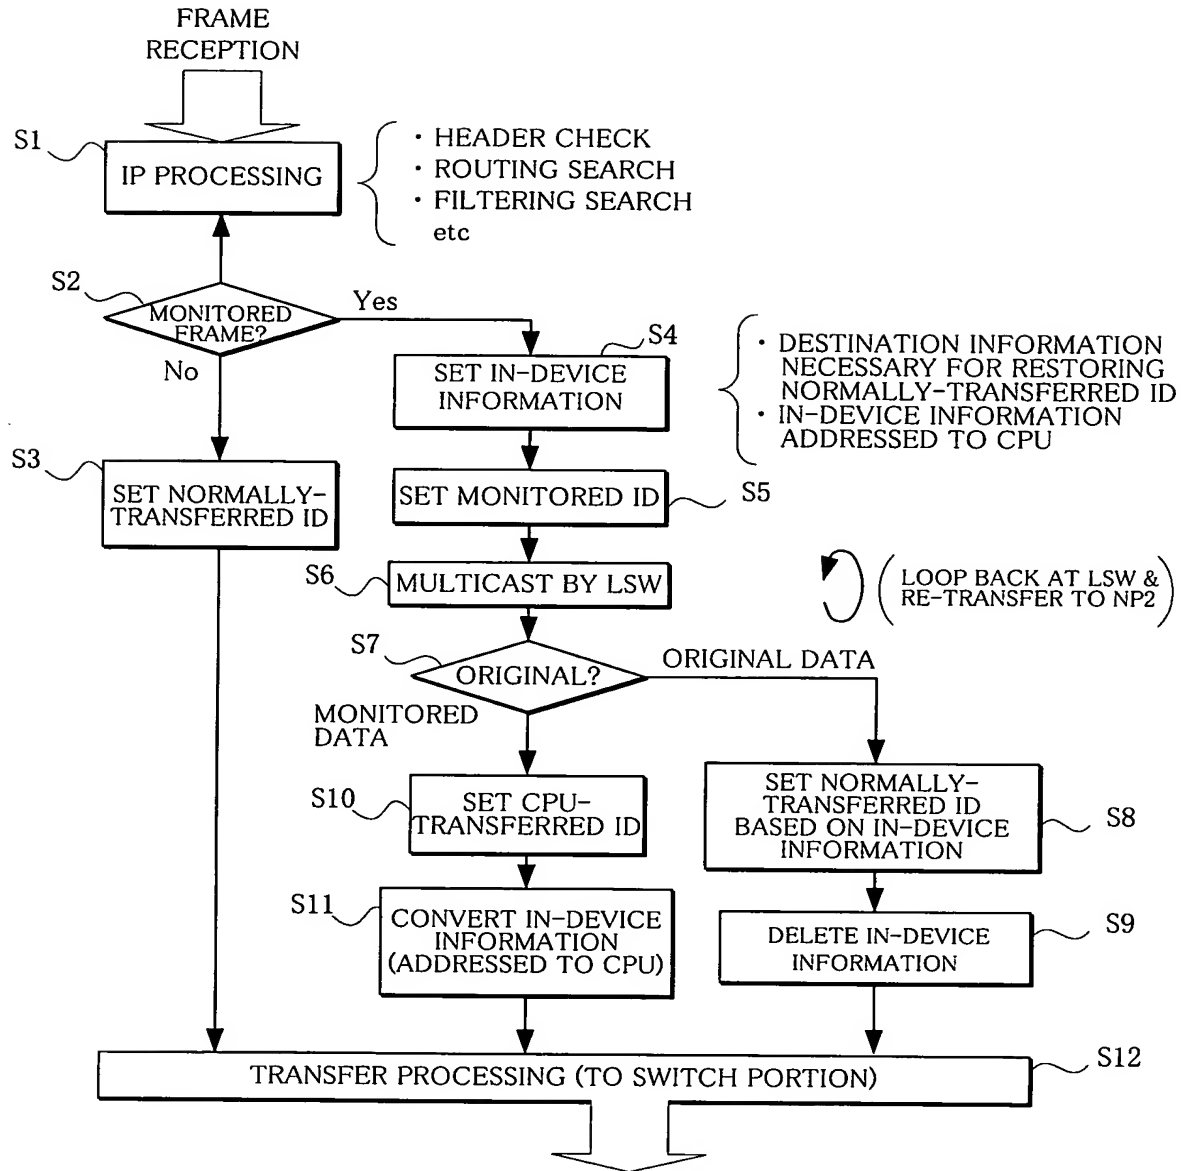 FRAME
RECEPTION
S1
IP PROCESSING
· HEADER CHECK
· ROUTING SEARCH
· FILTERING SEARCH
etc
S2
MONITORED
FRAME?
Yes
No
S4
SET IN-DEVICE
INFORMATION
· DESTINATION INFORMATION
NECESSARY FOR RESTORING
NORMALLY-TRANSFERRED ID
· IN-DEVICE INFORMATION
ADDRESSED TO CPU
S3
SET NORMALLY-
TRANSFERRED ID
SET MONITORED ID
S5
S6
MULTICAST BY LSW
(LOOP BACK AT LSW &
RE-TRANSFER TO NP2)
S7
ORIGINAL?
ORIGINAL DATA
MONITORED
DATA
S10
SET CPU-
TRANSFERRED ID
SET NORMALLY-
TRANSFERRED ID
BASED ON IN-DEVICE
INFORMATION
S8
S11
CONVERT IN-DEVICE
INFORMATION
(ADDRESSED TO CPU)
DELETE IN-DEVICE
INFORMATION
S9
TRANSFER PROCESSING (TO SWITCH PORTION)
S12